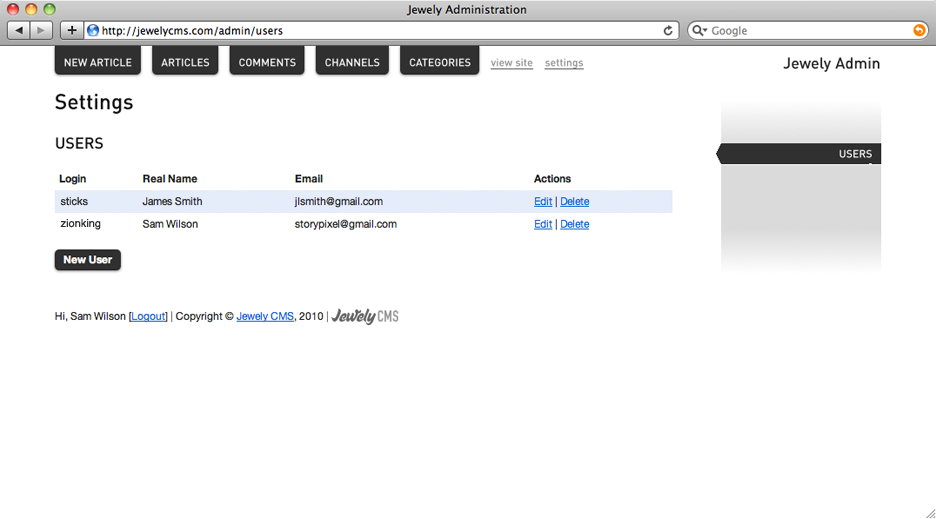 Jewely Administration
http://jewelycms.com/admin/users
Google
NEW ARTICLE ARTICLES COMMENTS CHANNELS CATEGORIES view site settings Jewely Admin
Settings
USERS
USERS
Login Real Name Email Actions
sticks James Smith jlsmith@gmail.com Edit | Delete
zionking Sam Wilson storypixel@gmail.com Edit | Delete
New User
Hi, Sam Wilson [Logout] | Copyright © Jewely CMS, 2010 | Jewely CMS